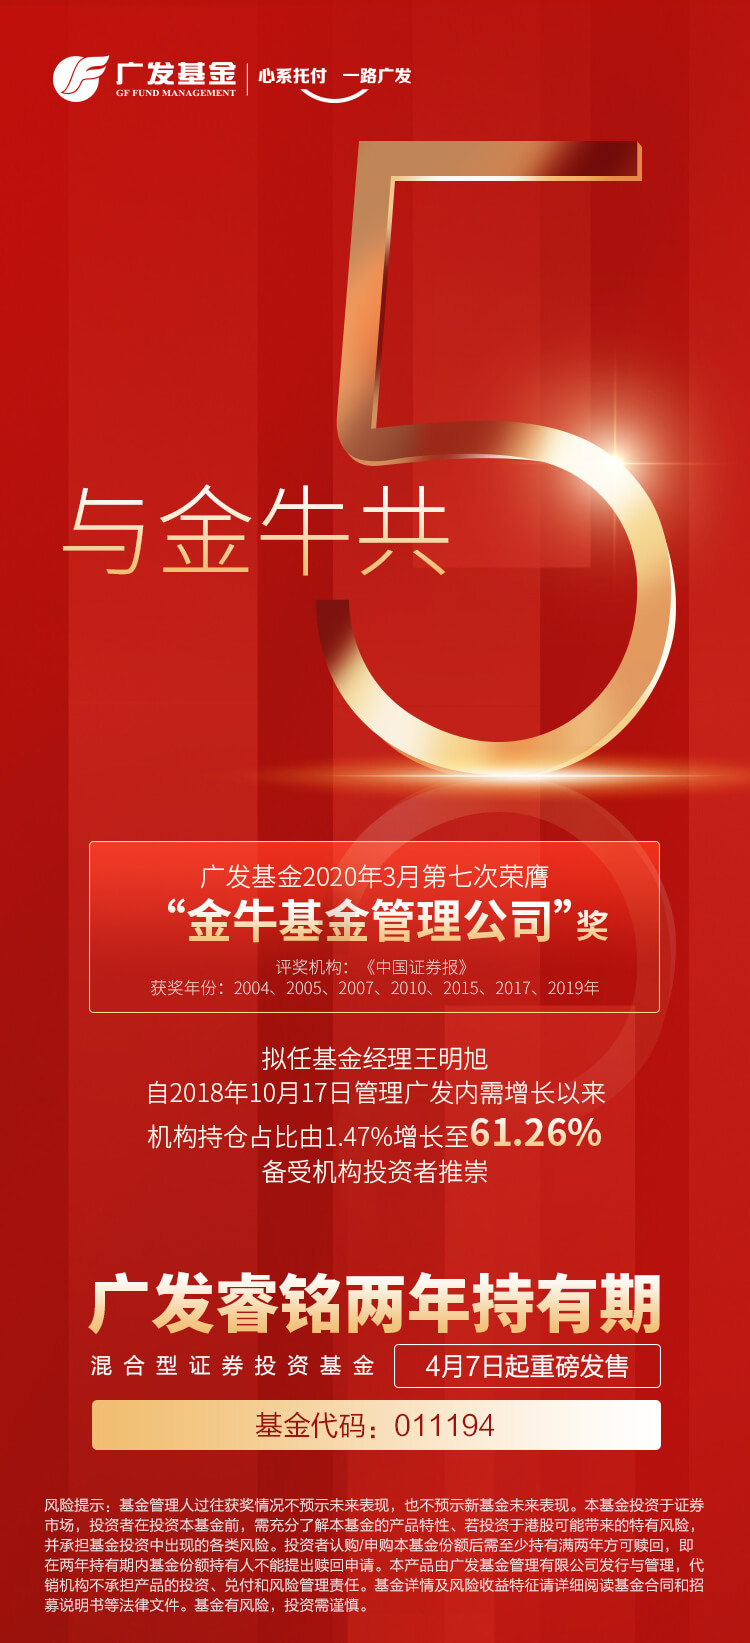 广发基金
GF FUND MANAGEMENT
心系托付 一路广发
5
与金牛共
广发基金2020年3月第七次荣膺
“金牛基金管理公司”奖
评奖机构：《中国证券报》
获奖年份：2004、2005、2007、2010、2015、2017、2019年
拟任基金经理王明旭
自2018年10月17日管理广发内需增长以来
机构持仓占比由1.47%增长至61.26%
备受机构投资者推崇
广发睿铭两年持有期
混合型证券投资基金 4月7日起重磅发售
基金代码：011194
风险提示：基金管理人过往获奖情况不预示未来表现，也不预示新基金未来表现。本基金投资于证券
市场，投资者在投资本基金前，需充分了解本基金的产品特性、若投资于港股可能带来的特有风险，
并承担基金投资中出现的各类风险。投资者认购/申购本基金份额后需至少持有满两年方可赎回，即
在两年持有期内基金份额持有人不能提出赎回申请。本产品由广发基金管理有限公司发行与管理，代
销机构不承担产品的投资、兑付和风险管理责任。基金详情及风险收益特征请详细阅读基金合同和招
募说明书等法律文件。基金有风险，投资需谨慎。